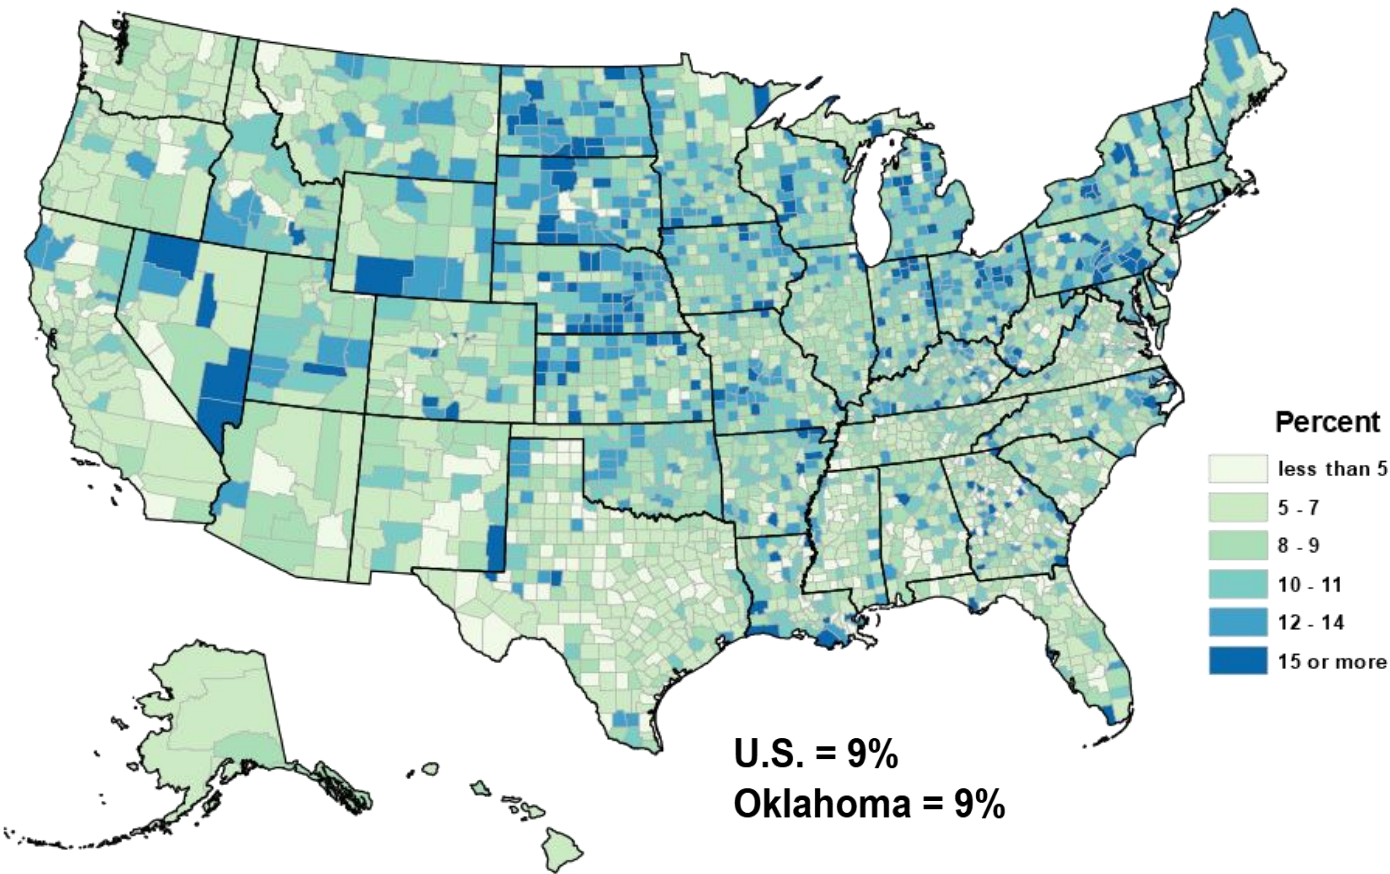 Percent
less than 5
5 - 7
8 - 9
10 - 11
12 - 14
15 or more
U.S. = 9%
Oklahoma = 9%